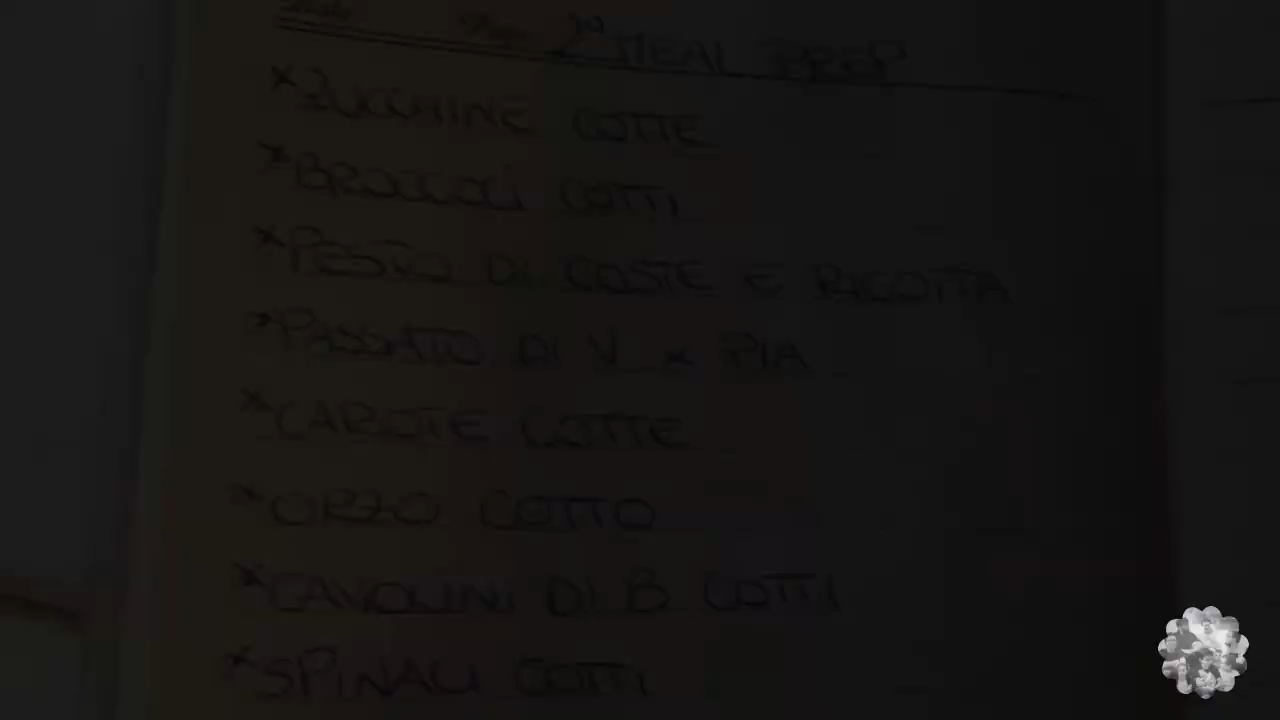 MEAL PREP
*ZUCCHINE COTTE
*BROCCOLI COTTI
*PESTO DI COSTE E RICOTTA
*PASSATO DI V x PIA
*CAROTE COTTE
*ORZO COTTO
*CAVOLINI DI B COTTI
*SPINACI COTTI